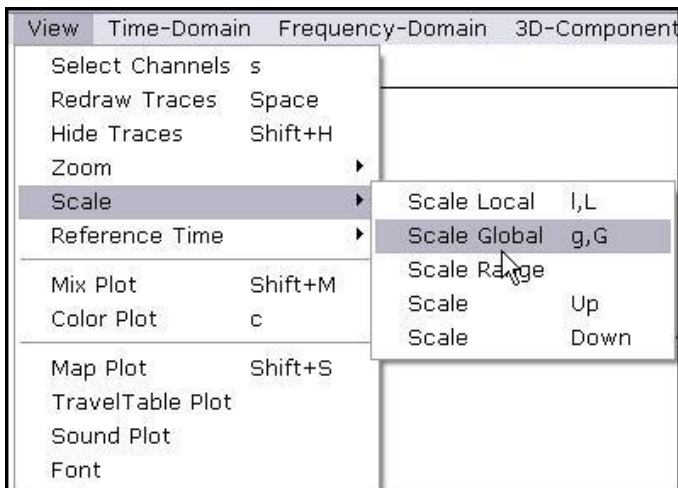 View Time-Domain Frequency-Domain 3D-Component
Select Channels s
Redraw Traces Space
Hide Traces Shift+H
Zoom
Scale
Reference Time
Mix Plot Shift+M
Color Plot c
Map Plot Shift+S
TravelTable Plot
Sound Plot
Font
Scale Local l,L
Scale Global g,G
Scale Range
Scale Up
Scale Down